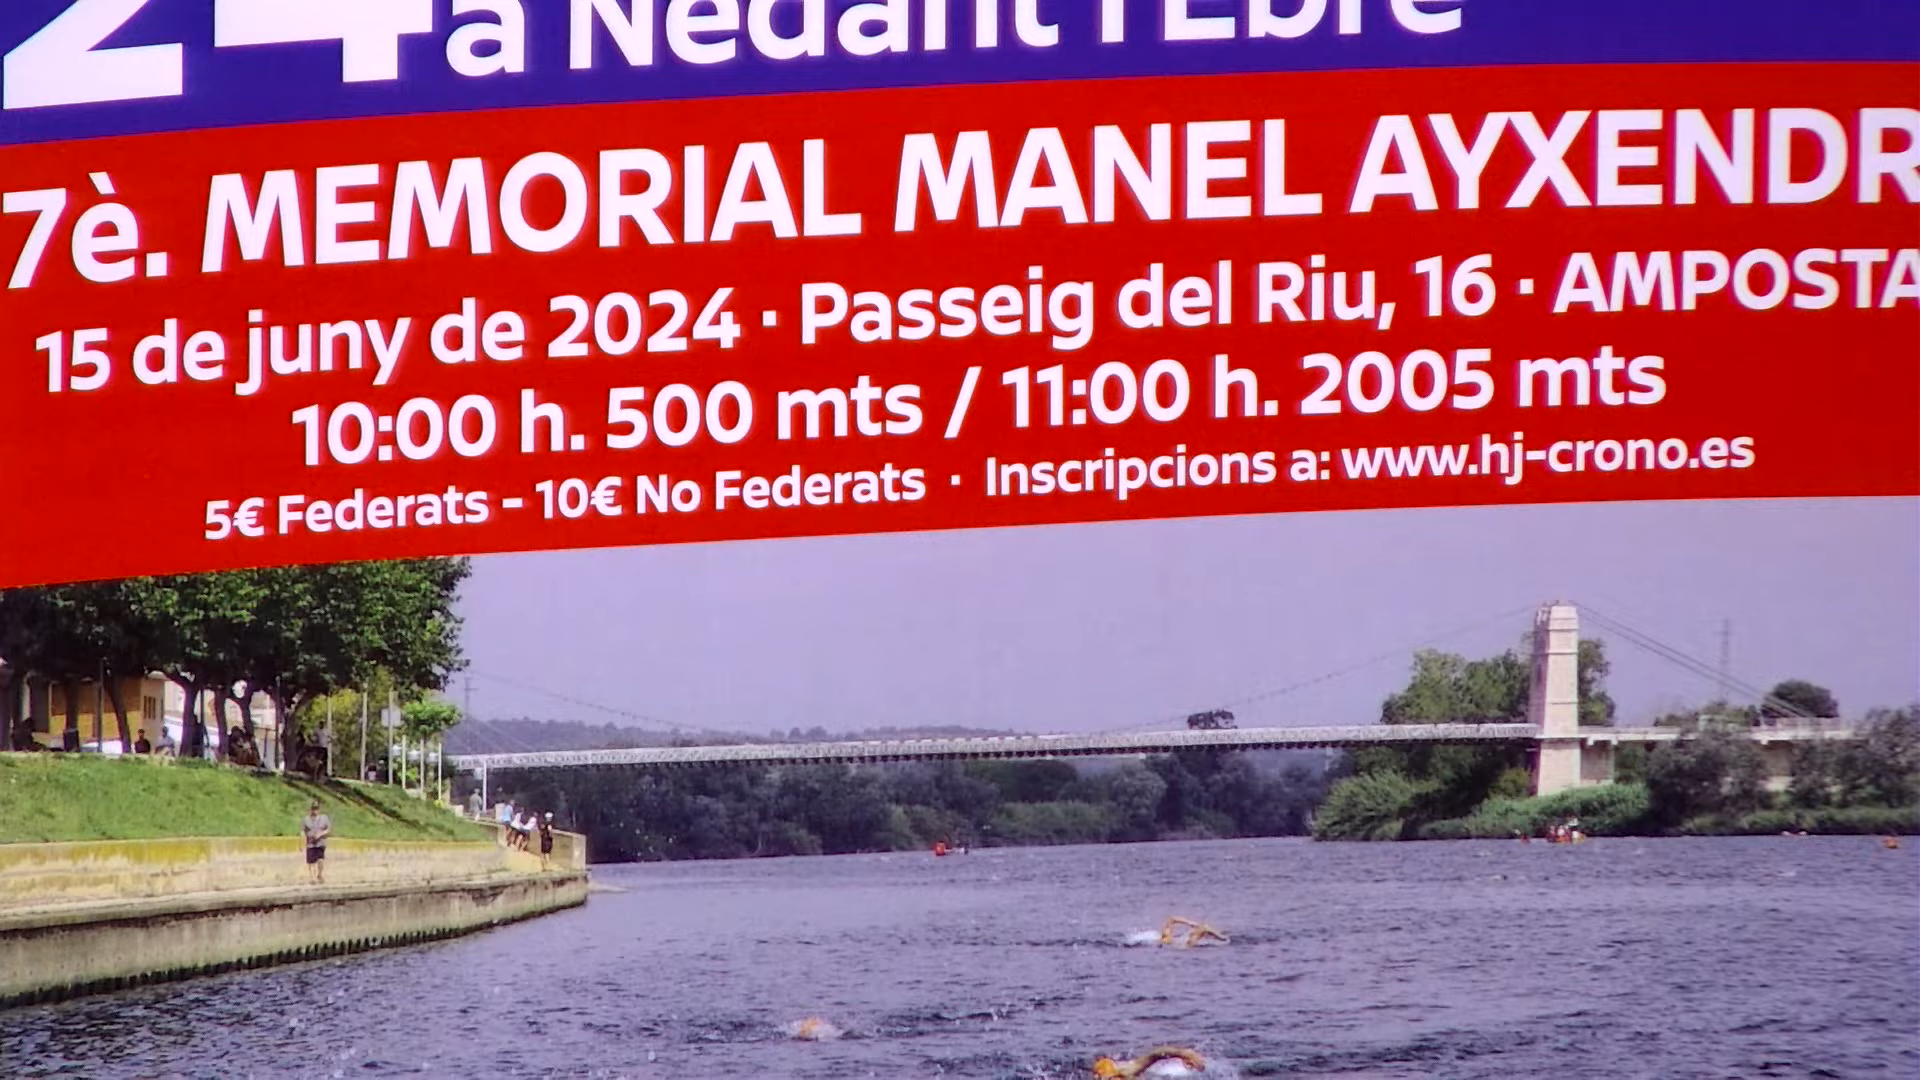 24a Nedant l'Ebre
7è. MEMORIAL MANEL AYXENDR
15 de juny de 2024 · Passeig del Riu, 16 · AMPOSTA
10:00 h. 500 mts / 11:00 h. 2005 mts
5€ Federats - 10€ No Federats · Inscripcions a: www.hj-crono.es